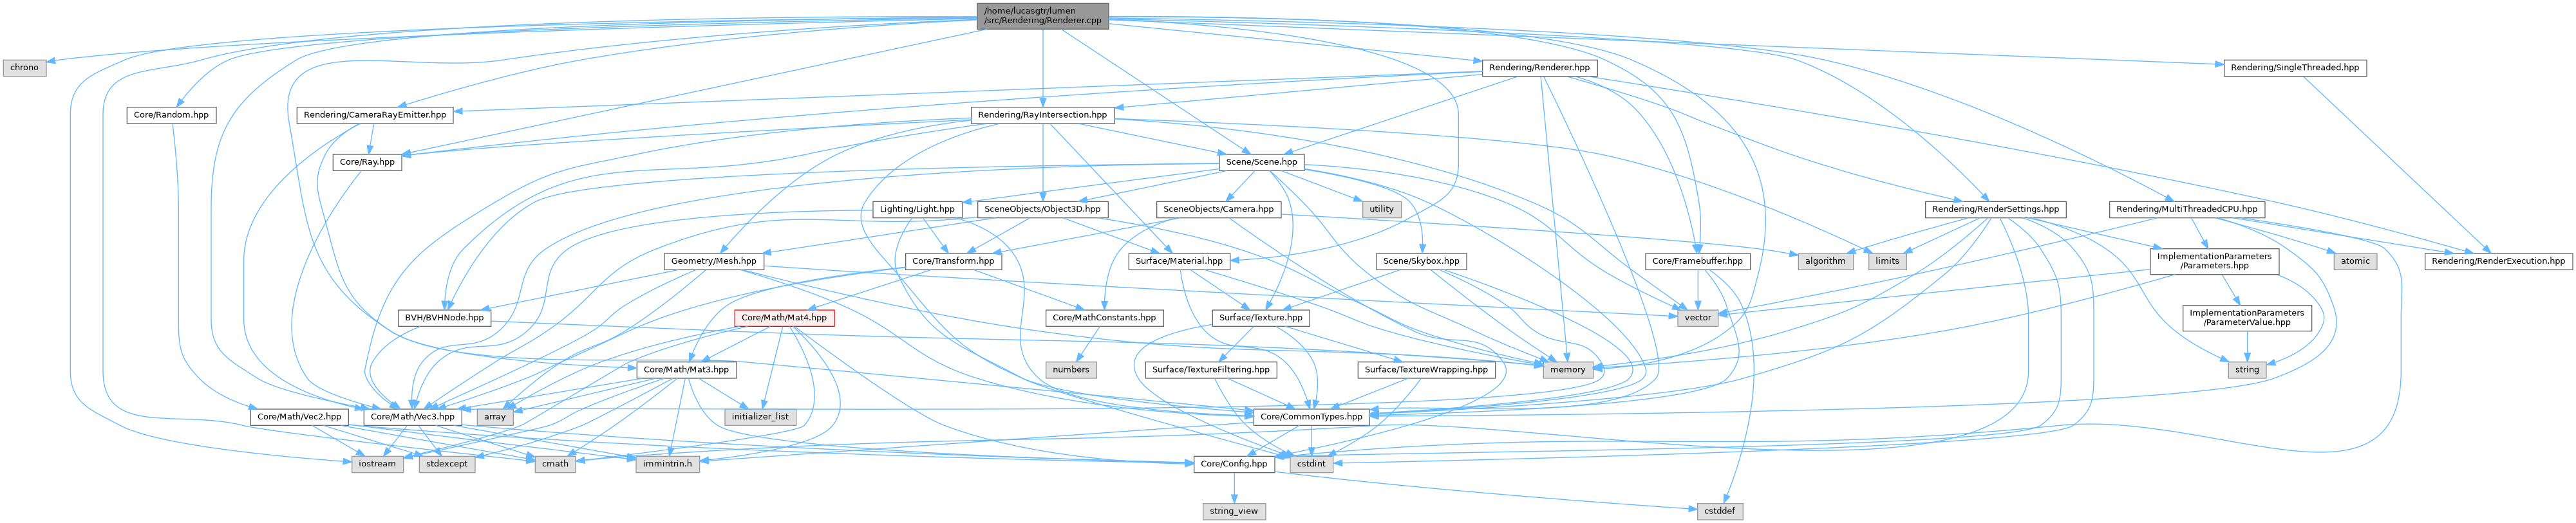 /home/lucasgtr/lumen
/src/Rendering/Renderer.cpp
chrono
Rendering/Renderer.hpp
Rendering/SingleThreaded.hpp
Core/Random.hpp
Rendering/CameraRayEmitter.hpp
Rendering/RayIntersection.hpp
Core/Ray.hpp
Scene/Scene.hpp
Lighting/Light.hpp
SceneObjects/Object3D.hpp
SceneObjects/Camera.hpp
utility
Rendering/RenderSettings.hpp
Rendering/MultiThreadedCPU.hpp
Geometry/Mesh.hpp
Core/Transform.hpp
Surface/Material.hpp
Scene/Skybox.hpp
Core/Framebuffer.hpp
algorithm
limits
ImplementationParameters
/Parameters.hpp
atomic
Rendering/RenderExecution.hpp
BVH/BVHNode.hpp
Core/Math/Mat4.hpp
Core/MathConstants.hpp
Surface/Texture.hpp
vector
ImplementationParameters
/ParameterValue.hpp
Core/Math/Mat3.hpp
numbers
Surface/TextureFiltering.hpp
Surface/TextureWrapping.hpp
memory
string
Core/Math/Vec2.hpp
Core/Math/Vec3.hpp
array
initializer_list
Core/CommonTypes.hpp
iostream
stdexcept
cmath
immintrin.h
Core/Config.hpp
cstdint
string_view
cstddef